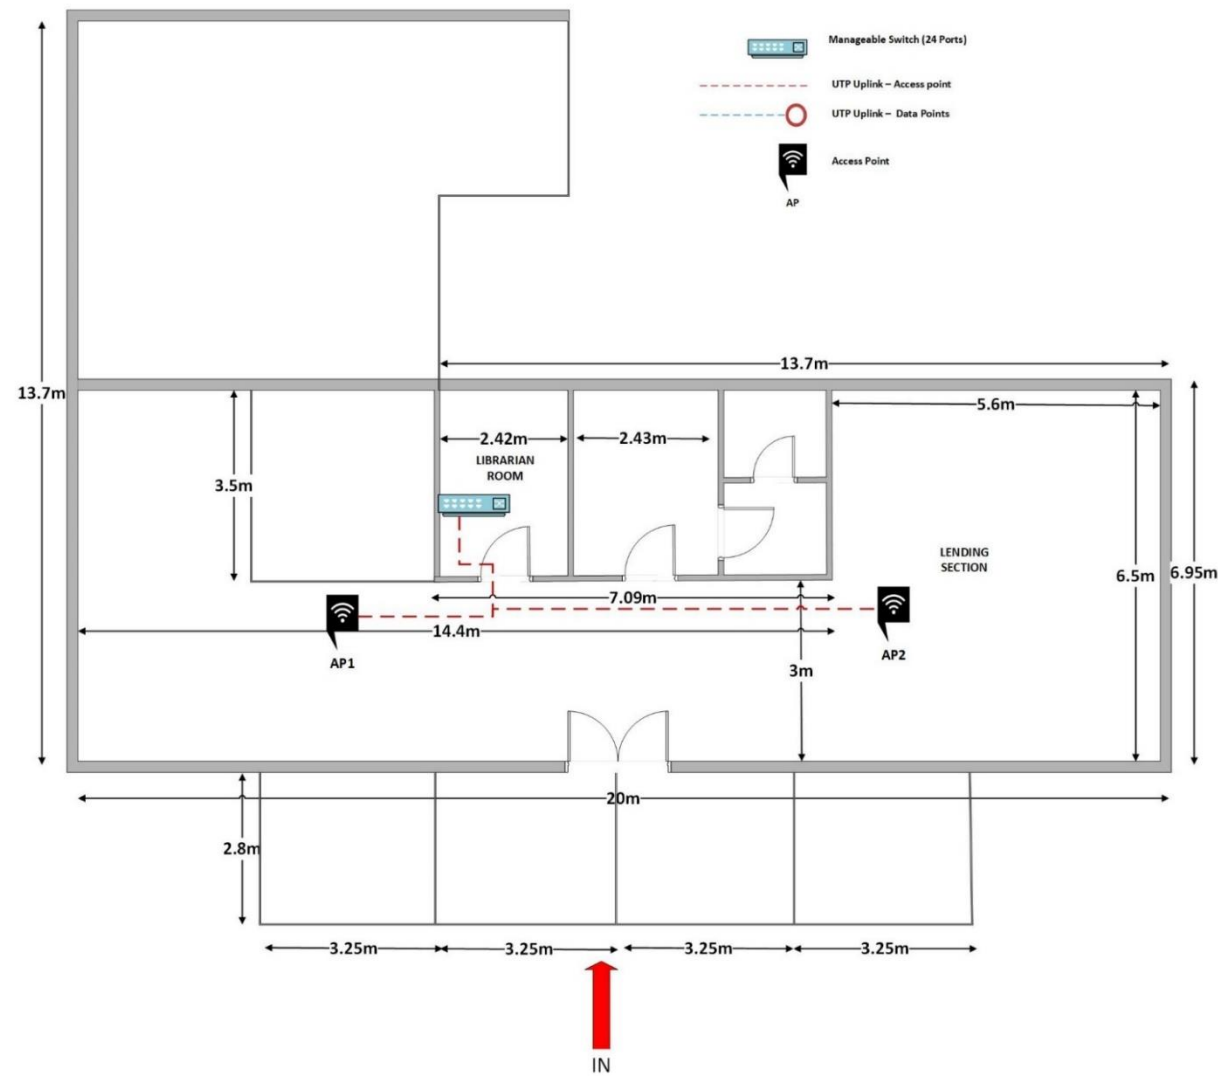 Manageable Switch (24 Ports)
UTP Uplink – Access point
UTP Uplink – Data Points
Access Point
AP
13.7m
13.7m
5.6m
2.42m
2.43m
LIBRARIAN
ROOM
3.5m
LENDING
SECTION
6.5m
6.95m
7.09m
14.4m
AP1
AP2
3m
20m
2.8m
3.25m
3.25m
3.25m
3.25m
IN